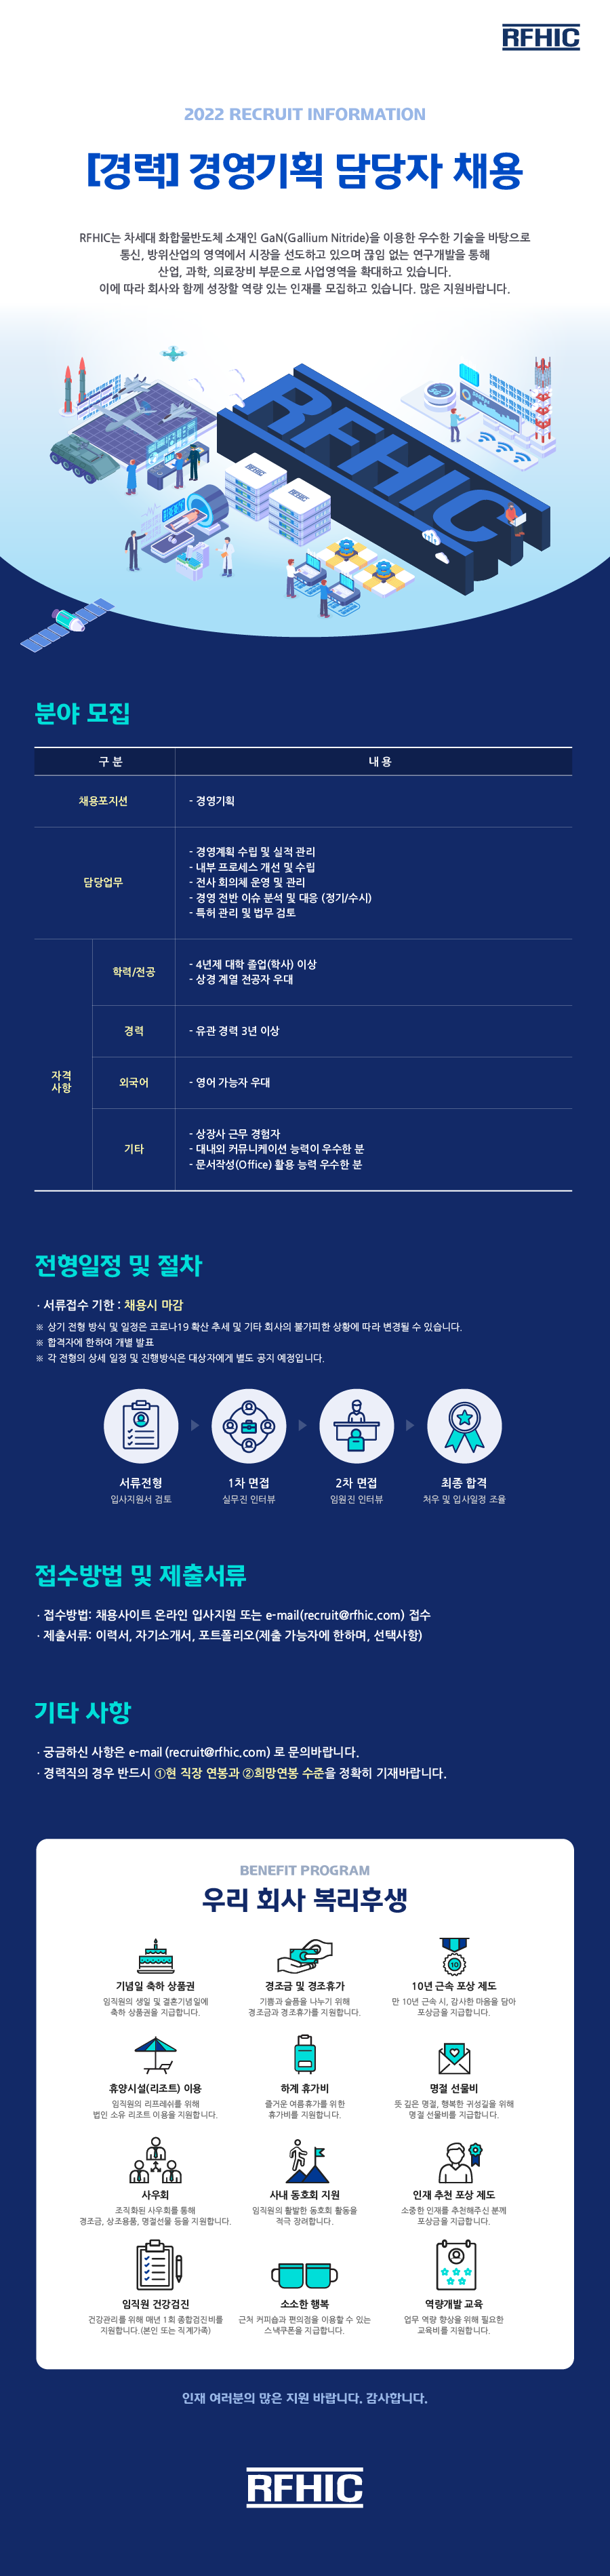 RFHIC
2022 RECRUIT INFORMATION
[경력] 경영기획 담당자 채용
RFHIC는 차세대 화합물반도체 소재인 GaN(Gallium Nitride)을 이용한 우수한 기술을 바탕으로
통신, 방위산업의 영역에서 시장을 선도하고 있으며 끊임 없는 연구개발을 통해
산업, 과학, 의료장비 부문으로 사업영역을 확대하고 있습니다.
이에 따라 회사와 함께 성장할 역량 있는 인재를 모집하고 있습니다. 많은 지원바랍니다.
RFHIC
RFHIC
RFHIC
분야 모집
구 분
내 용
채용포지션
- 경영기획
담당업무
- 경영계획 수립 및 실적 관리
- 내부 프로세스 개선 및 수립
- 전사 회의체 운영 및 관리
- 경영 전반 이슈 분석 및 대응 (정기/수시)
- 특허 관리 및 법무 검토
자격
사항
학력/전공
- 4년제 대학 졸업(학사) 이상
- 상경 계열 전공자 우대
경력
- 유관 경력 3년 이상
외국어
- 영어 가능자 우대
기타
- 상장사 근무 경험자
- 대내외 커뮤니케이션 능력이 우수한 분
- 문서작성(Office) 활용 능력 우수한 분
전형일정 및 절차
· 서류접수 기한 : 채용시 마감
※ 상기 전형 방식 및 일정은 코로나19 확산 추세 및 기타 회사의 불가피한 상황에 따라 변경될 수 있습니다.
※ 합격자에 한하여 개별 발표
※ 각 전형의 상세 일정 및 진행방식은 대상자에게 별도 공지 예정입니다.
서류전형
입사지원서 검토
1차 면접
실무진 인터뷰
2차 면접
임원진 인터뷰
최종 합격
처우 및 입사일정 조율
접수방법 및 제출서류
· 접수방법: 채용사이트 온라인 입사지원 또는 e-mail(recruit@rfhic.com) 접수
· 제출서류: 이력서, 자기소개서, 포트폴리오(제출 가능자에 한하며, 선택사항)
기타 사항
· 궁금하신 사항은 e-mail (recruit@rfhic.com) 로 문의바랍니다.
· 경력직의 경우 반드시 ①현 직장 연봉과 ②희망연봉 수준을 정확히 기재바랍니다.
BENEFIT PROGRAM
우리 회사 복리후생
기념일 축하 상품권
임직원의 생일 및 결혼기념일에
축하 상품권을 지급합니다.
경조금 및 경조휴가
기쁨과 슬픔을 나누기 위해
경조금과 경조휴가를 지원합니다.
10
10년 근속 포상 제도
만 10년 근속 시, 감사한 마음을 담아
포상금을 지급합니다.
휴양시설(리조트) 이용
임직원의 리프레쉬를 위해
법인 소유 리조트 이용을 지원합니다.
하계 휴가비
즐거운 여름휴가를 위한
휴가비를 지원합니다.
명절 선물비
뜻 깊은 명절, 행복한 귀성길을 위해
명절 선물비를 지급합니다.
사우회
조직화된 사우회를 통해
경조금, 상조용품, 명절선물 등을 지원합니다.
사내 동호회 지원
임직원의 활발한 동호회 활동을
적극 장려합니다.
인재 추천 포상 제도
소중한 인재를 추천해주신 분께
포상금을 지급합니다.
임직원 건강검진
건강관리를 위해 매년 1회 종합검진비를
지원합니다.(본인 또는 직계가족)
소소한 행복
근처 커피숍과 편의점을 이용할 수 있는
스낵쿠폰을 지급합니다.
역량개발 교육
업무 역량 향상을 위해 필요한
교육비를 지원합니다.
인재 여러분의 많은 지원 바랍니다. 감사합니다.
RFHIC